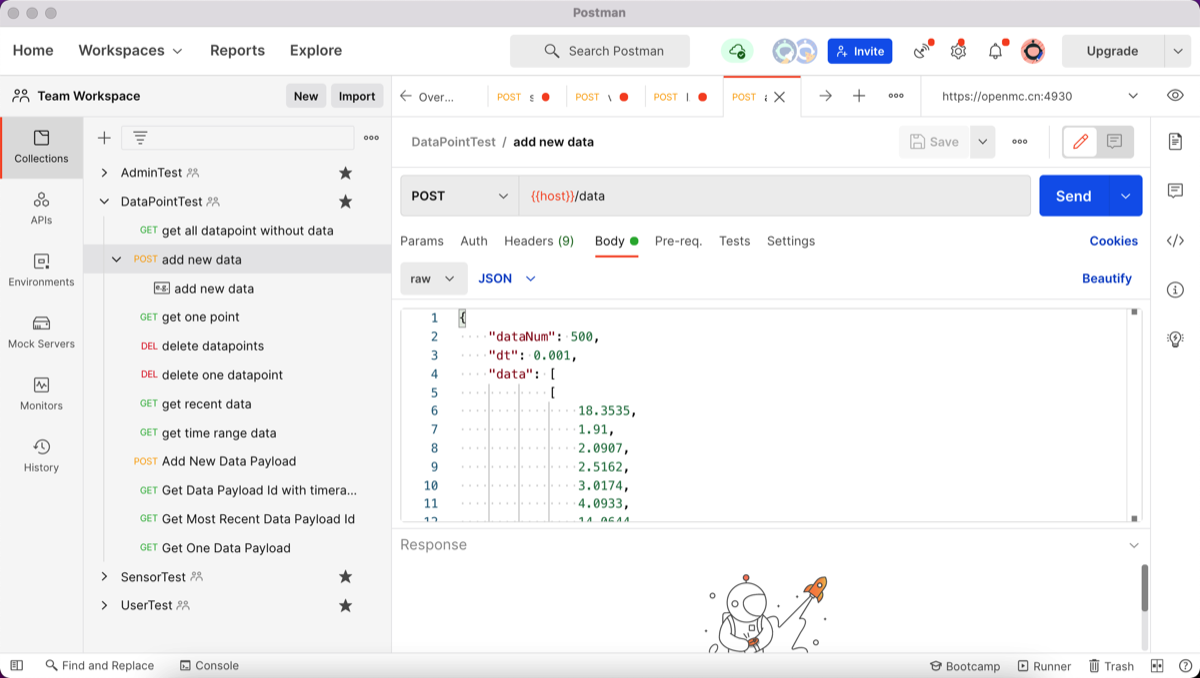 Postman
Home Workspaces Reports Explore Search Postman Invite Upgrade
Team Workspace New Import
Over... POST POST POST POST https://openmc.cn:4930
Collections
APIs
Environments
Mock Servers
Monitors
History
AdminTest
DataPointTest
GET get all datapoint without data
POST add new data
e.g. add new data
GET get one point
DEL delete datapoints
DEL delete one datapoint
GET get recent data
GET get time range data
POST Add New Data Payload
GET Get Data Payload Id with timera...
GET Get Most Recent Data Payload Id
GET Get One Data Payload
SensorTest
UserTest
DataPointTest / add new data Save
POST {{host}}/data Send
Params Auth Headers (9) Body Pre-req. Tests Settings Cookies
raw JSON Beautify
1 {
2 "dataNum": 500,
3 "dt": 0.001,
4 "data": [
5 [
6 18.3535,
7 1.91,
8 2.0907,
9 2.5162,
10 3.0174,
11 4.0933,
12 14.0644
Response
Find and Replace Console Bootcamp Runner Trash